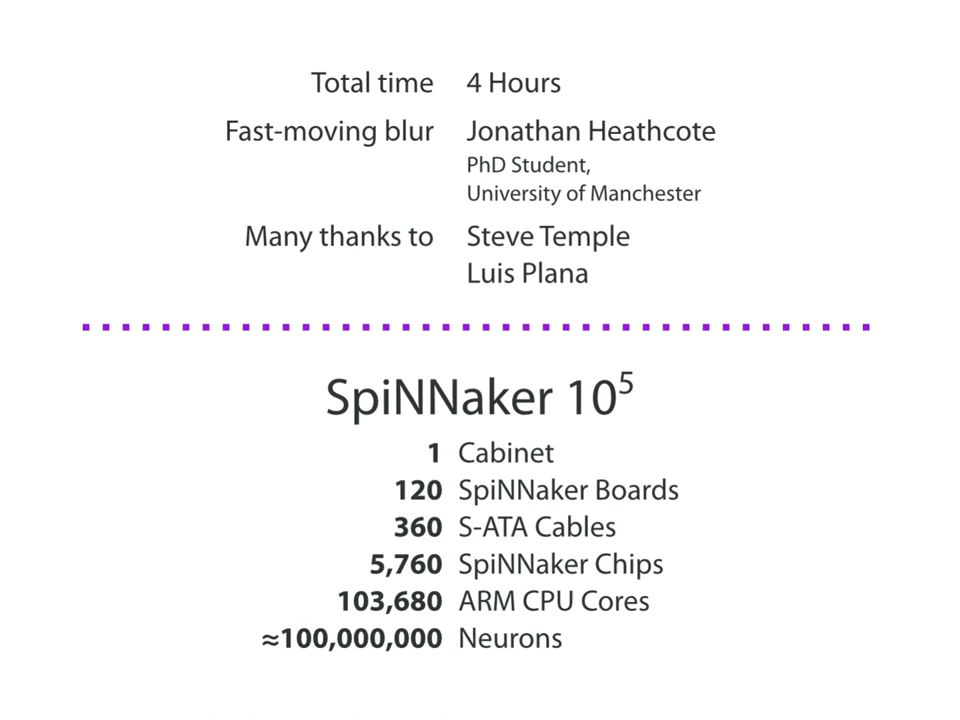 Total time 4 Hours
Fast-moving blur Jonathan Heathcote
PhD Student,
University of Manchester
Many thanks to Steve Temple
Luis Plana
SpiNNaker 10⁵
1 Cabinet
120 SpiNNaker Boards
360 S-ATA Cables
5,760 SpiNNaker Chips
103,680 ARM CPU Cores
≈100,000,000 Neurons